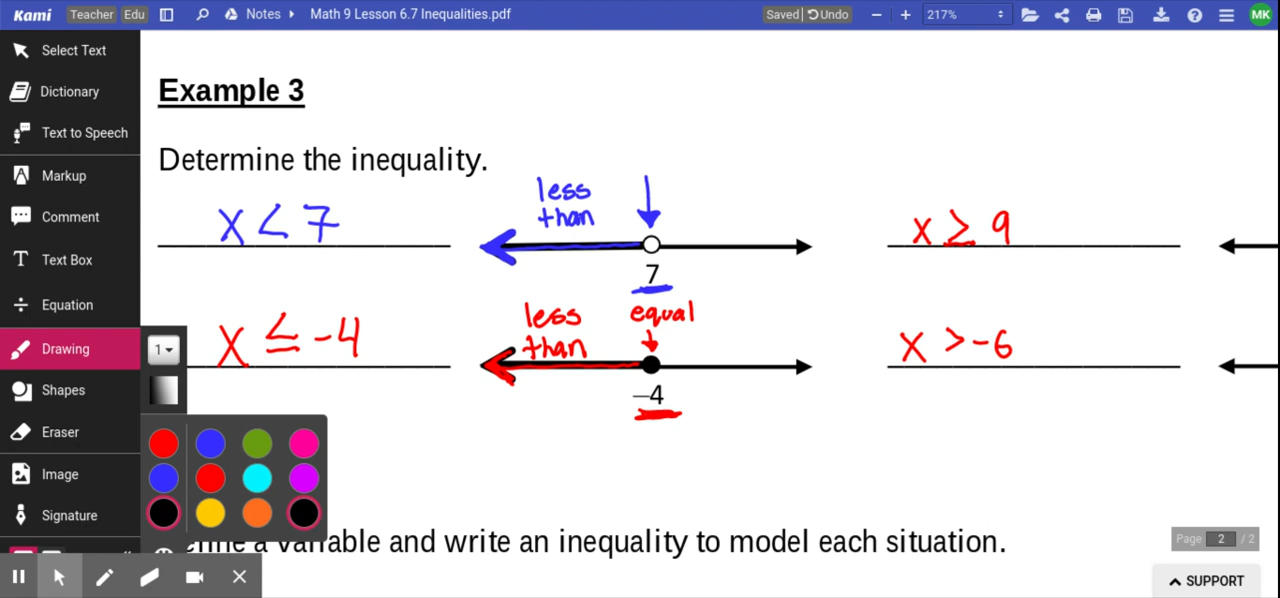 Kami Teacher Edu Notes Math 9 Lesson 6.7 Inequalities.pdf Saved Undo 217% MK
Select Text
Dictionary
Text to Speech
Markup
Comment
Text Box
Equation
Drawing
Shapes
Eraser
Image
Signature
1
Example 3
Determine the inequality.
x < 7
less than
7
x ≥ 9
x ≤ -4
less than
equal
–4
x > -6
a variable and write an inequality to model each situation.
Page 2 / 2
SUPPORT